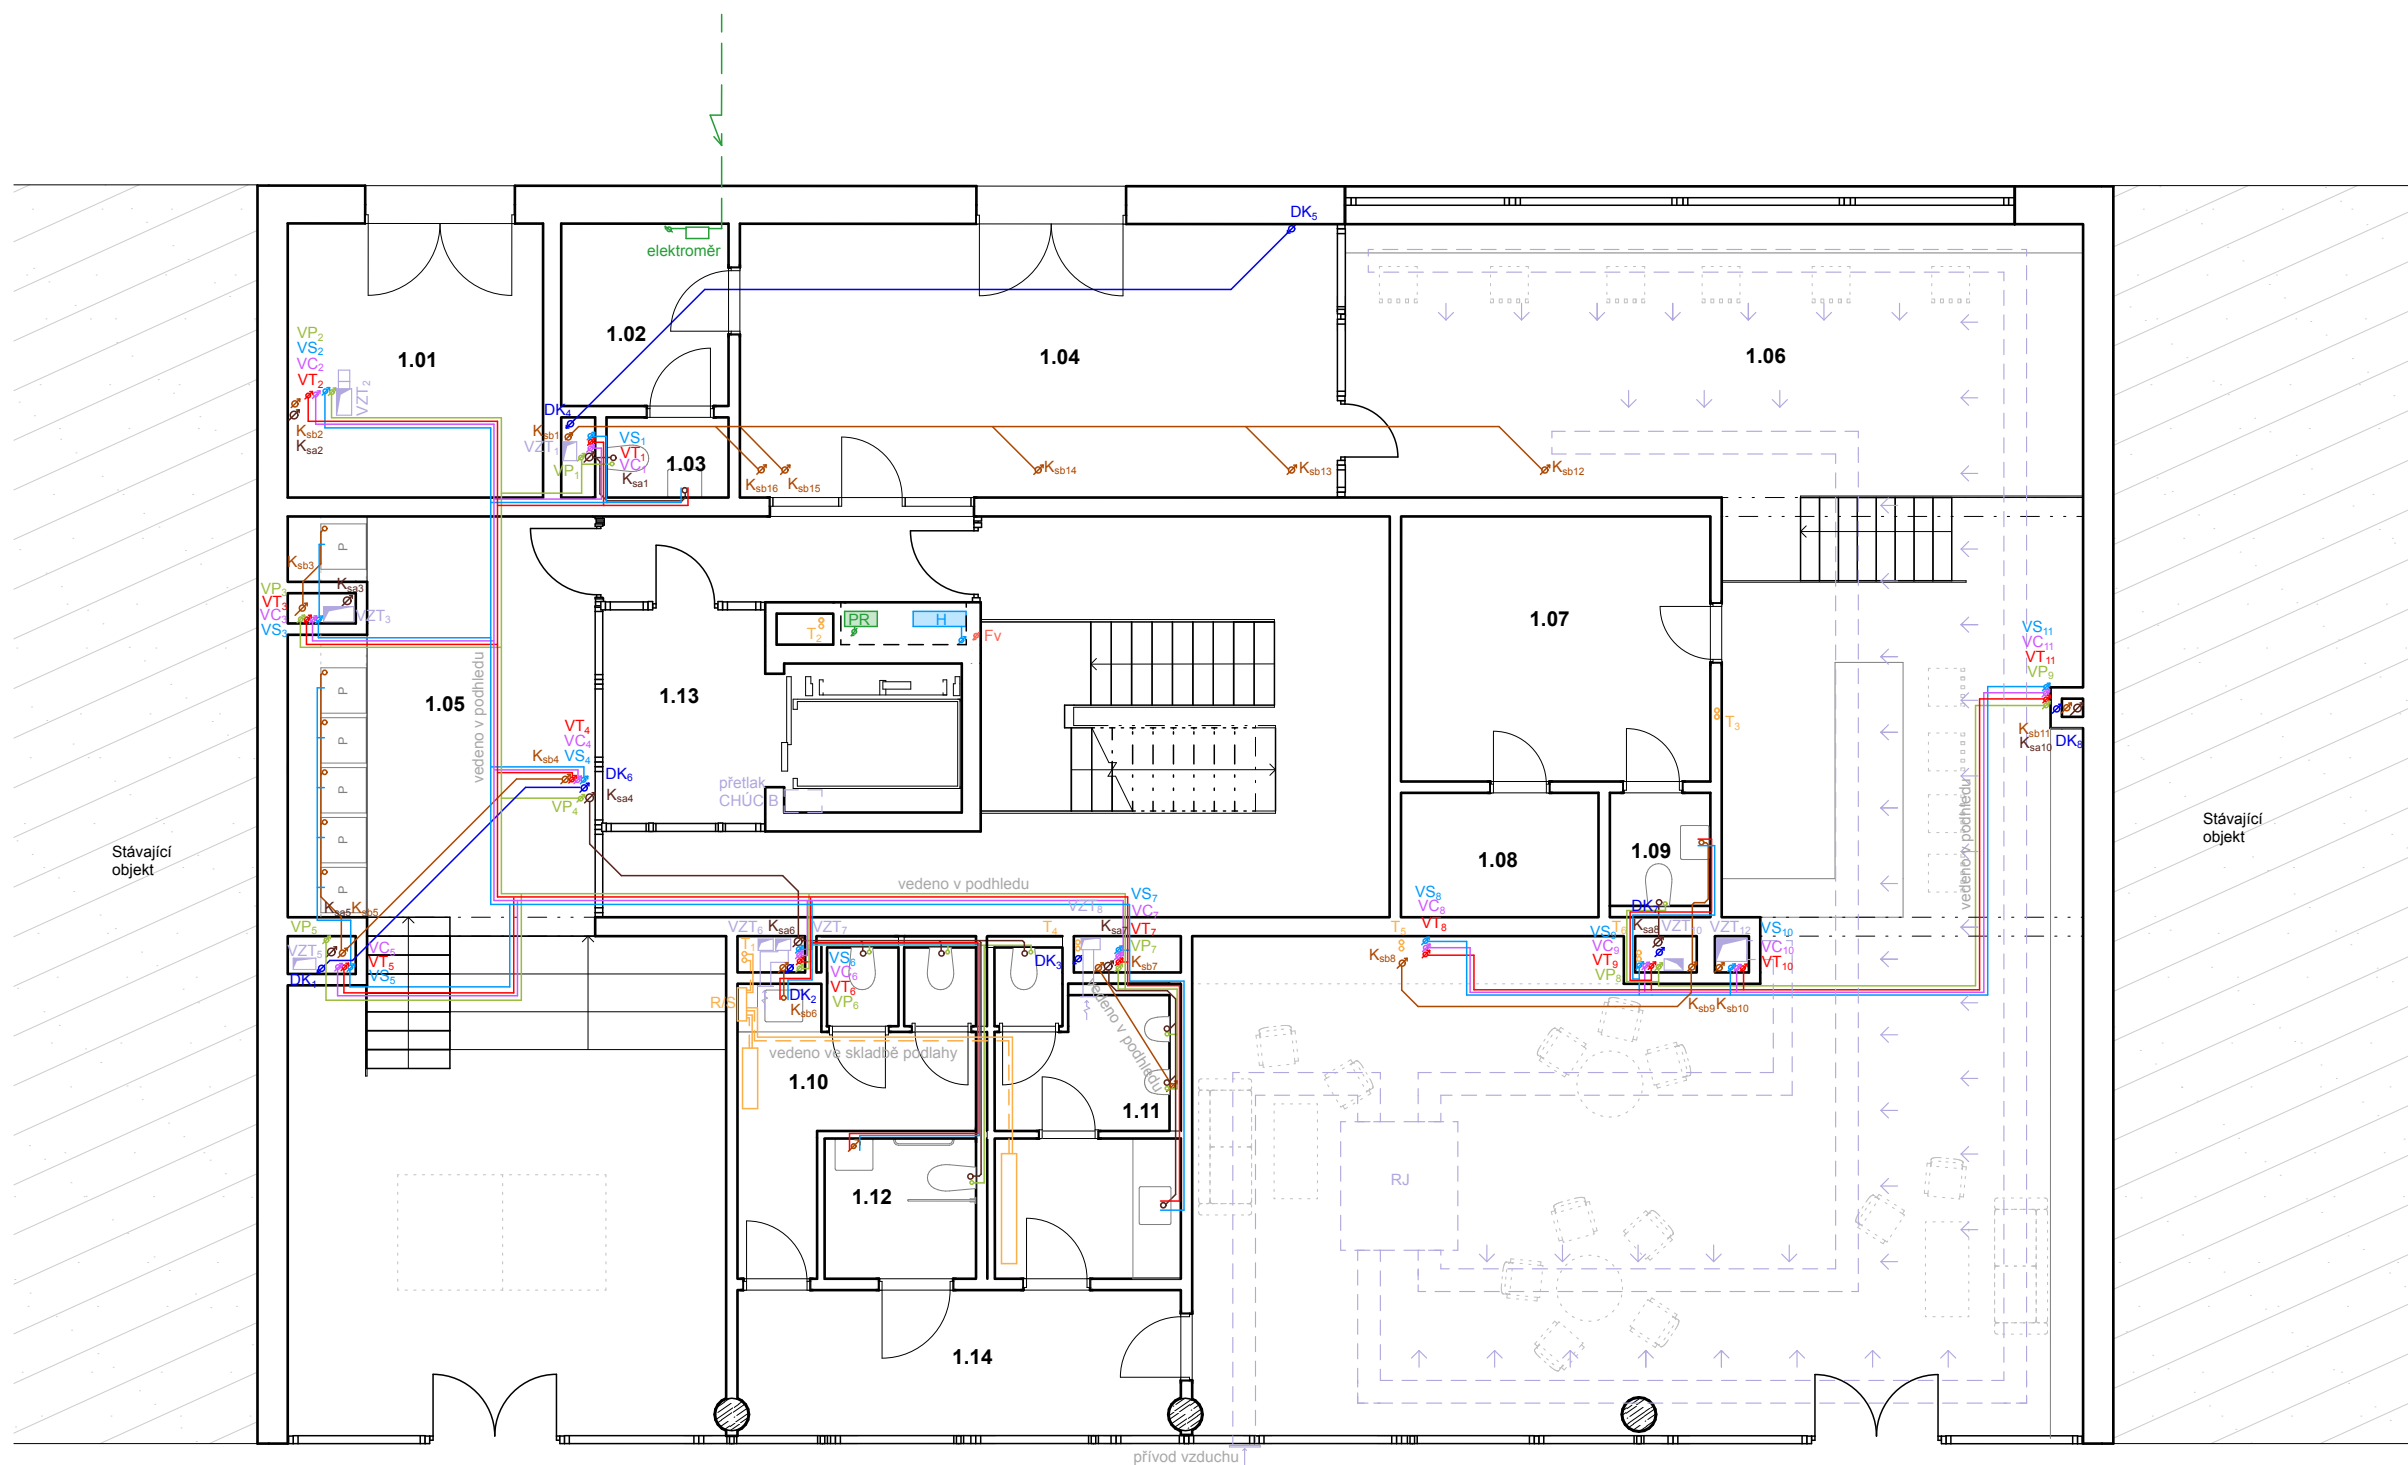 DK5
elektroměr
1.02
1.04
1.06
1.01
VP2
VS2
VC2
VT2
VZT2
Ksb2
Ksa2
DK4
Ksb1
VZT1
VP1
VS1
VT1
VC1
Ksa1
1.03
Ksb16
Ksb15
Ksb14
Ksb13
Ksb12
P
Ksb3
Ksa3
VP3
VT3
VC3
VS3
VZT3
T2
PR
H
Fv
1.07
VS11
VC11
VT11
VP9
vedeno v podhledu
P
1.05
1.13
T3
P
VT4
VC4
VS4
Ksb4
DK6
Ksa4
VP4
Ksb11
Ksa10
DK8
P
přetlak
CHÚC B
vedeno v podhledu
Stávající
objekt
Stávající
objekt
P
1.08
1.09
P
vedeno v podhledu
VS8
VC8
VT8
VS7
VC7
VT7
VP7
Ksa5
Ksb5
VP5
VZT5
DK1
VC5
VT5
VS5
VZT6
Ksa6
VZT7
T1
VS6
VC6
VT6
VP6
DK2
Ksb6
R/S
T4
VZT8
Ksa7
Ksb7
DK3
T5
Ksb8
T6
DK7
Ksa8
VZT10
VZT12
VS9
VC9
VT9
VP8
VS10
VC10
VT10
Ksb9
Ksb10
vedeno ve skladbě podlahy
vedeno v podhledu
1.10
1.11
1.12
RJ
1.14
přívod vzduchu